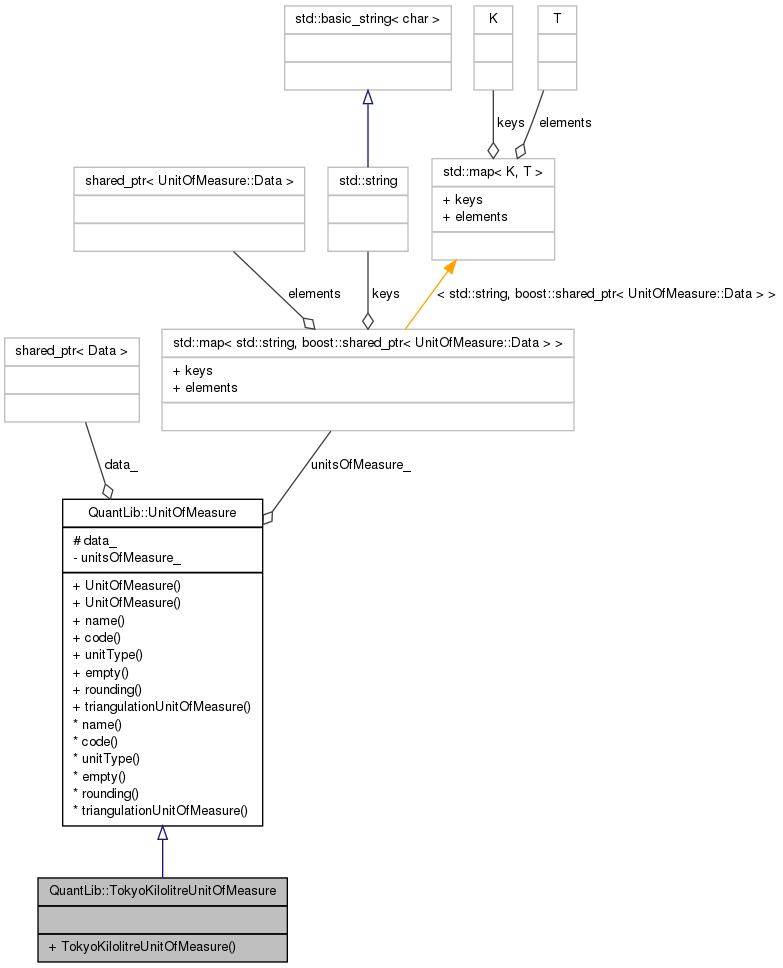 std::basic_string< char >
K
T
keys
elements
shared_ptr< UnitOfMeasure::Data >
std::string
std::map< K, T >
+ keys
+ elements
elements
keys
< std::string, boost::shared_ptr< UnitOfMeasure::Data > >
shared_ptr< Data >
std::map< std::string, boost::shared_ptr< UnitOfMeasure::Data > >
+ keys
+ elements
data_
unitsOfMeasure_
QuantLib::UnitOfMeasure
# data_
- unitsOfMeasure_
+ UnitOfMeasure()
+ UnitOfMeasure()
+ name()
+ code()
+ unitType()
+ empty()
+ rounding()
+ triangulationUnitOfMeasure()
* name()
* code()
* unitType()
* empty()
* rounding()
* triangulationUnitOfMeasure()
QuantLib::TokyoKilolitreUnitOfMeasure
+ TokyoKilolitreUnitOfMeasure()